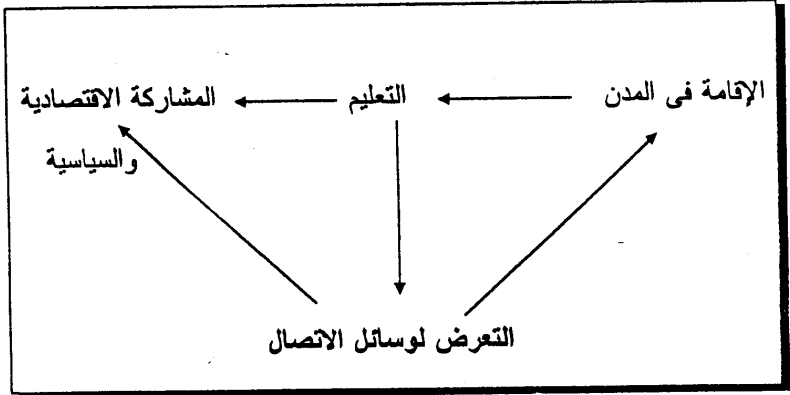 الإقامة فى المدن
التعليم
المشاركة الاقتصادية
والسياسية
التعرض لوسائل الاتصال